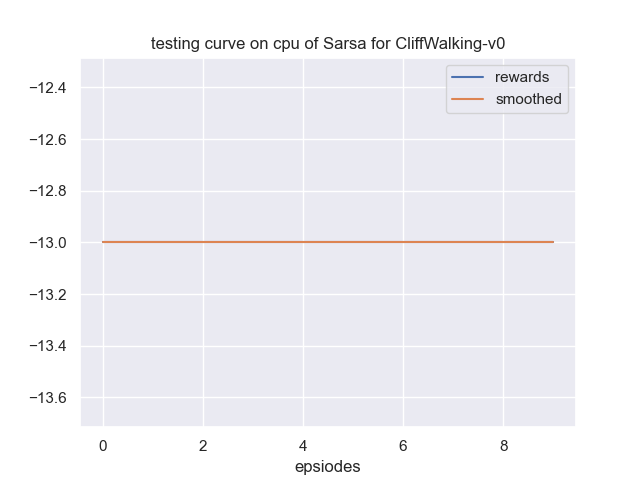 testing curve on cpu of Sarsa for CliffWalking-v0
rewards
smoothed
−12.4
−12.6
−12.8
−13.0
−13.2
−13.4
−13.6
0 2 4 6 8
epsiodes